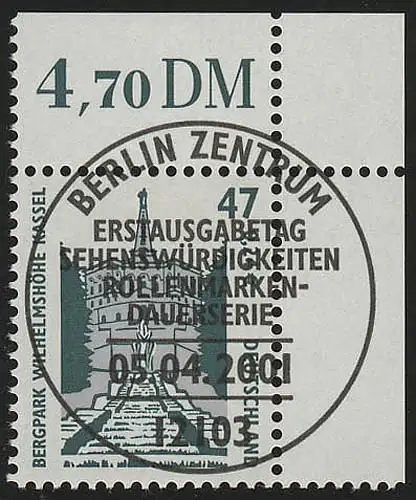 4,70 DM
BERLIN ZENTRUM
47
ERSTAUSGABETAG
SEHENSWÜRDIGKEITEN
ROLLENMARKEN-
DAUERSERIE
05.04.2001
12103
BERGPARK WILHELMSHÖHE KASSEL
DEUTSCHLAND